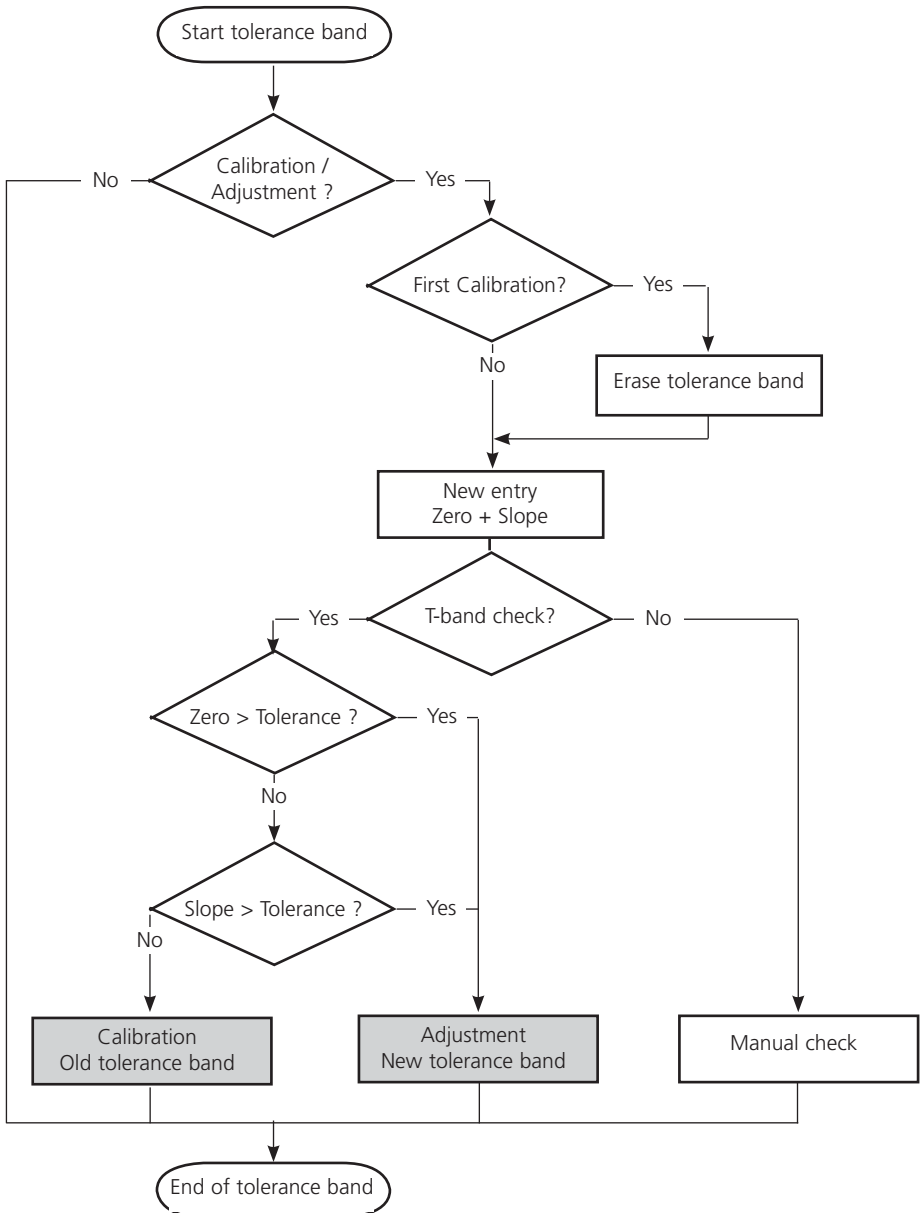 Start tolerance band
Calibration /
Adjustment ?
No
Yes
First Calibration?
Yes
No
Erase tolerance band
New entry
Zero + Slope
T-band check?
Yes
No
Zero > Tolerance ?
Yes
No
Slope > Tolerance ?
Yes
No
Calibration
Old tolerance band
Adjustment
New tolerance band
Manual check
End of tolerance band